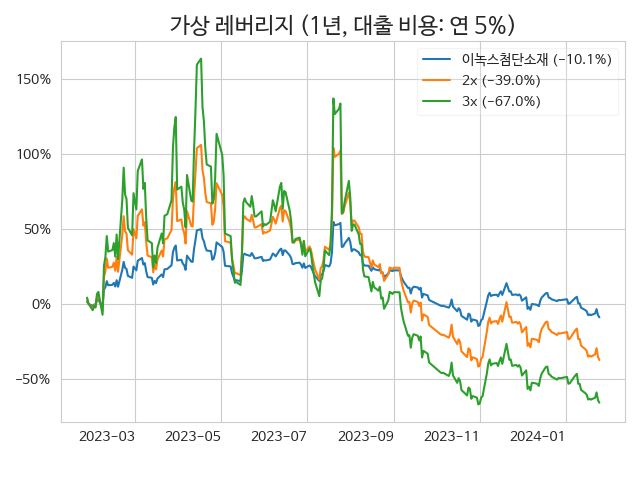 가상 레버리지 (1년, 대출 비용: 연 5%)
이녹스첨단소재 (-10.1%)
2x (-39.0%)
3x (-67.0%)
150%
100%
50%
0%
-50%
2023-03 2023-05 2023-07 2023-09 2023-11 2024-01